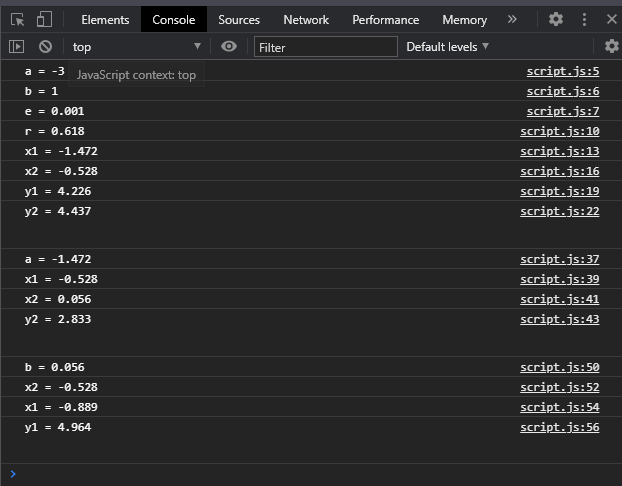 Elements Console Sources Network Performance Memory »
top ▼ Filter Default levels ▼
JavaScript context: top
a = -3 script.js:5
b = 1 script.js:6
e = 0.001 script.js:7
r = 0.618 script.js:10
x1 = -1.472 script.js:13
x2 = -0.528 script.js:16
y1 = 4.226 script.js:19
y2 = 4.437 script.js:22
a = -1.472 script.js:37
x1 = -0.528 script.js:39
x2 = 0.056 script.js:41
y2 = 2.833 script.js:43
b = 0.056 script.js:50
x2 = -0.528 script.js:52
x1 = -0.889 script.js:54
y1 = 4.964 script.js:56